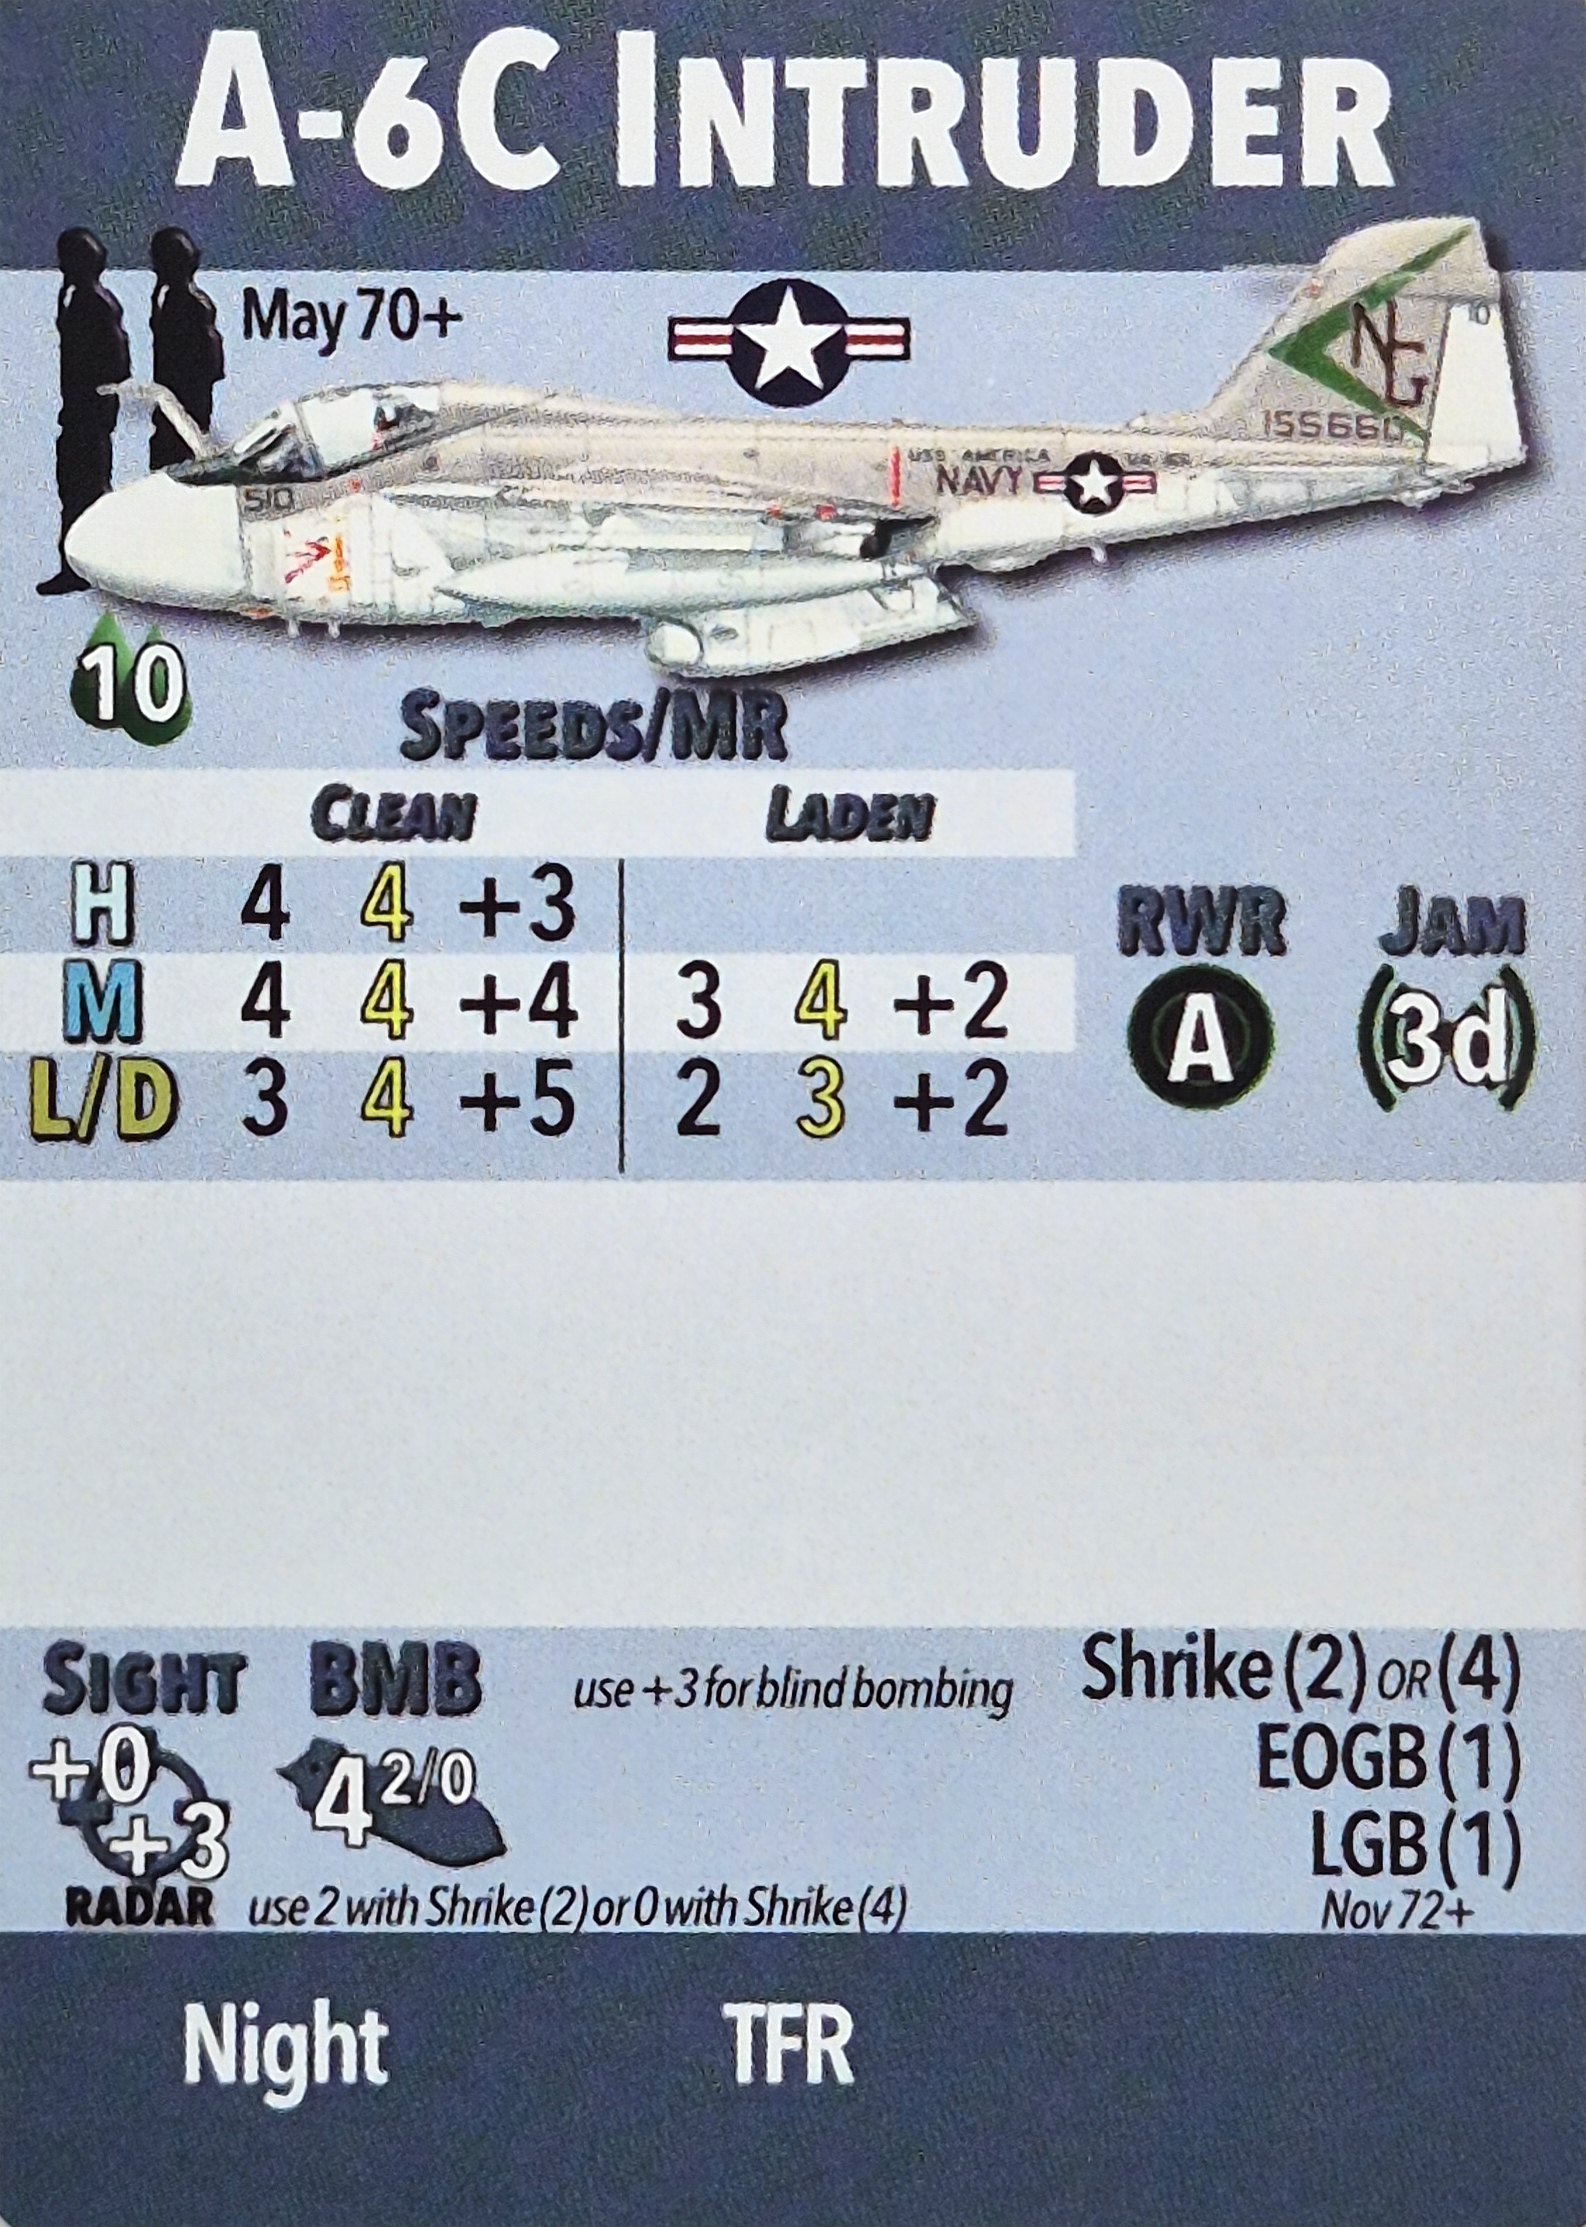 A-6C INTRUDER
May 70+
NG
10
155660
USS AMERICA
NAVY
510
10
SPEEDS/MR
CLEAN LADEN
H 4 4 +3
M 4 4 +4 3 4 +2
L/D 3 4 +5 2 3 +2
RWR JAM
A (3d)
SIGHT BMB use +3 for blind bombing Shrike (2) OR (4)
+0 4 2/0 EOGB (1)
+3 LGB (1)
RADAR use 2 with Shrike (2) or 0 with Shrike (4) Nov 72+
Night TFR